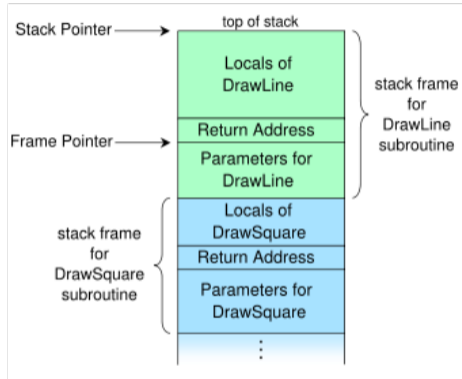 top of stack
Stack Pointer
Locals of
DrawLine
stack frame
for
DrawLine
subroutine
Return Address
Frame Pointer
Parameters for
DrawLine
stack frame
for
DrawSquare
subroutine
Locals of
DrawSquare
Return Address
Parameters for
DrawSquare
⋮